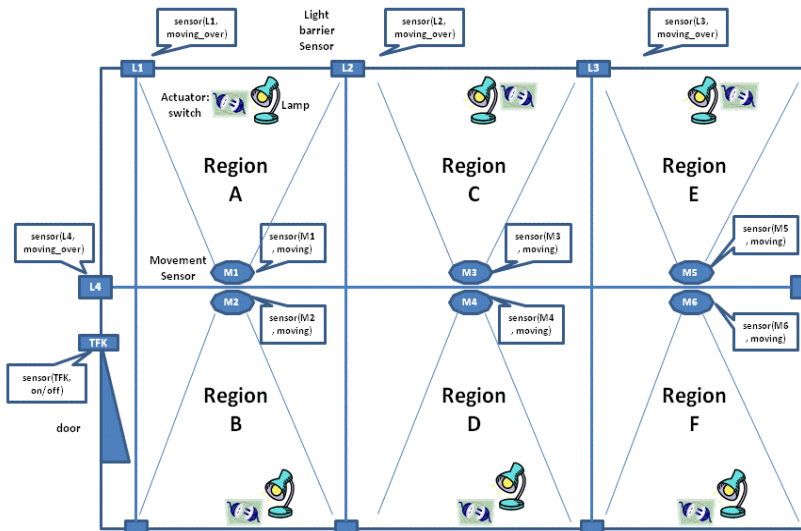 sensor(L1,
moving_over)
Light
barrier
Sensor
sensor(L2,
moving_over)
sensor(L3,
moving_over)
L1
L2
L3
Actuator:
switch
Lamp
Region
A
Region
C
Region
E
sensor(L4,
moving_over)
Movement
Sensor
sensor(M1
, moving)
sensor(M3
, moving)
sensor(M5
, moving)
M1
M3
M5
L4
M2
M4
M6
sensor(M2
, moving)
sensor(M4
, moving)
sensor(M6
, moving)
TFK
sensor(TFK,
on/off)
door
Region
B
Region
D
Region
F